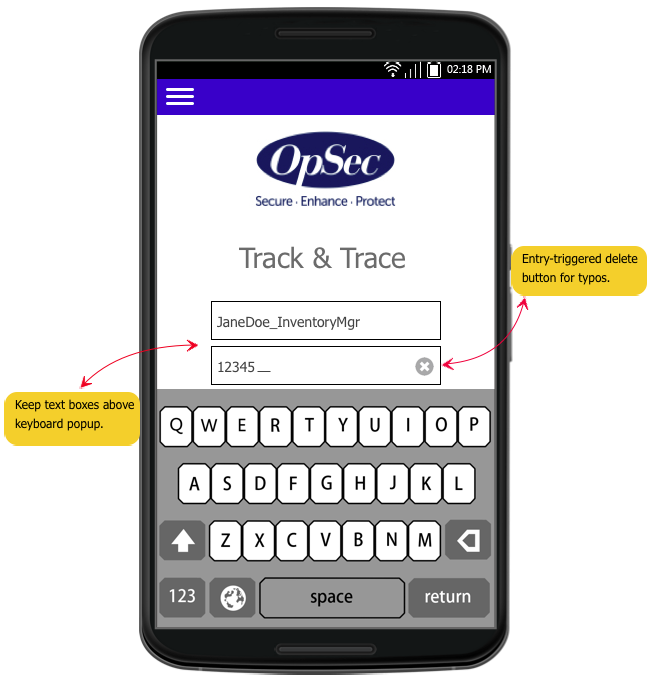 02:18 PM
OpSec
Secure · Enhance · Protect
Track & Trace
Entry-triggered delete
button for typos.
JaneDoe_InventoryMgr
12345
Keep text boxes above
keyboard popup.
Q W E R T Y U I O P
A S D F G H J K L
Z X C V B N M
123 space return